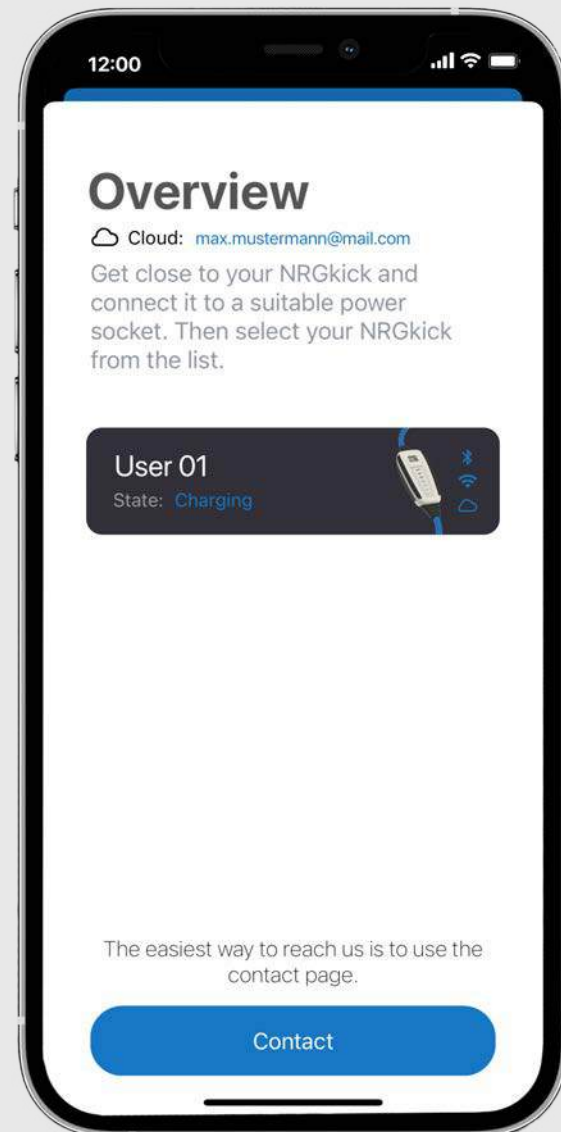 12:00
Overview
Cloud: max.mustermann@mail.com
Get close to your NRGkick and
connect it to a suitable power
socket. Then select your NRGkick
from the list.
User 01
State: Charging
The easiest way to reach us is to use the
contact page.
Contact